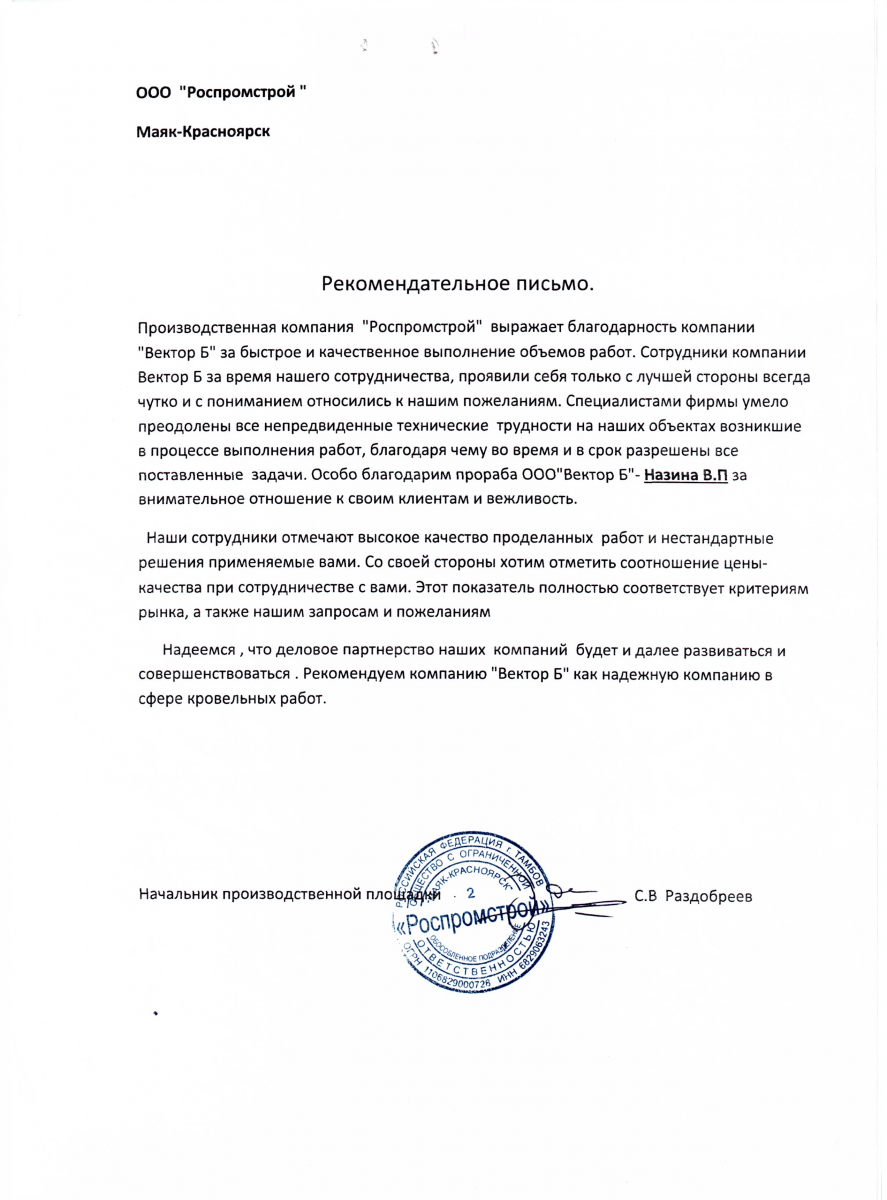 ООО "Роспромстрой "
Маяк-Красноярск
Рекомендательное письмо.
Производственная компания "Роспромстрой" выражает благодарность компании
"Вектор Б" за быстрое и качественное выполнение объемов работ. Сотрудники компании
Вектор Б за время нашего сотрудничества, проявили себя только с лучшей стороны всегда
чутко и с пониманием относились к нашим пожеланиям. Специалистами фирмы умело
преодолены все непредвиденные технические трудности на наших объектах возникшие
в процессе выполнения работ, благодаря чему во время и в срок разрешены все
поставленные задачи. Особо благодарим прораба ООО"Вектор Б"- Назина В.П за
внимательное отношение к своим клиентам и вежливость.
Наши сотрудники отмечают высокое качество проделанных работ и нестандартные
решения применяемые вами. Со своей стороны хотим отметить соотношение цены-
качества при сотрудничестве с вами. Этот показатель полностью соответствует критериям
рынка, а также нашим запросам и пожеланиям
Надеемся , что деловое партнерство наших компаний будет и далее развиваться и
совершенствоваться . Рекомендуем компанию "Вектор Б" как надежную компанию в
сфере кровельных работ.
Начальник производственной площадки С.В Раздобреев
РОССИЙСКАЯ ФЕДЕРАЦИЯ г. ТАМБОВ
ОБЩЕСТВО С ОГРАНИЧЕННОЙ
"МАЯК-КРАСНОЯРСК"
2
«Роспромстрой»
ОБОСОБЛЕННОЕ ПОДРАЗДЕЛЕНИЕ
ОТВЕТСТВЕННОСТЬЮ
ОГРН 1106829000726 ИНН 6829063243